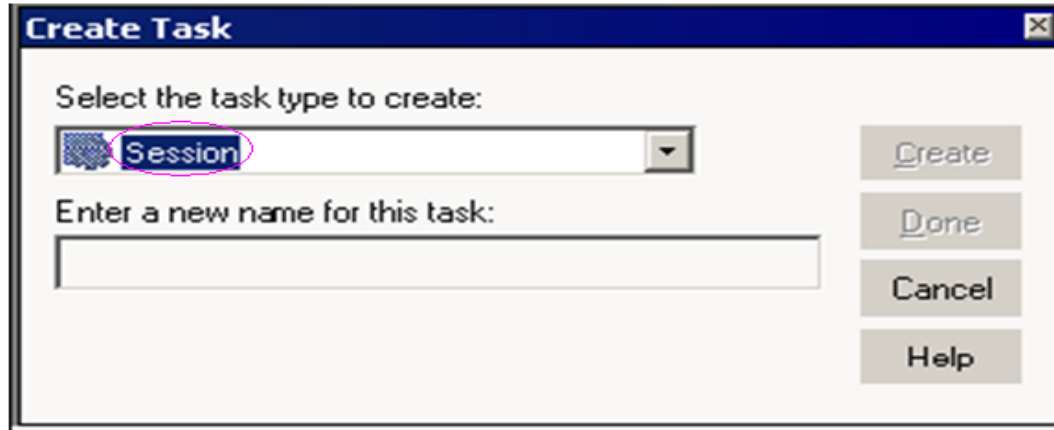 Create Task
Select the task type to create:
Session
Create
Enter a new name for this task:
Done
Cancel
Help